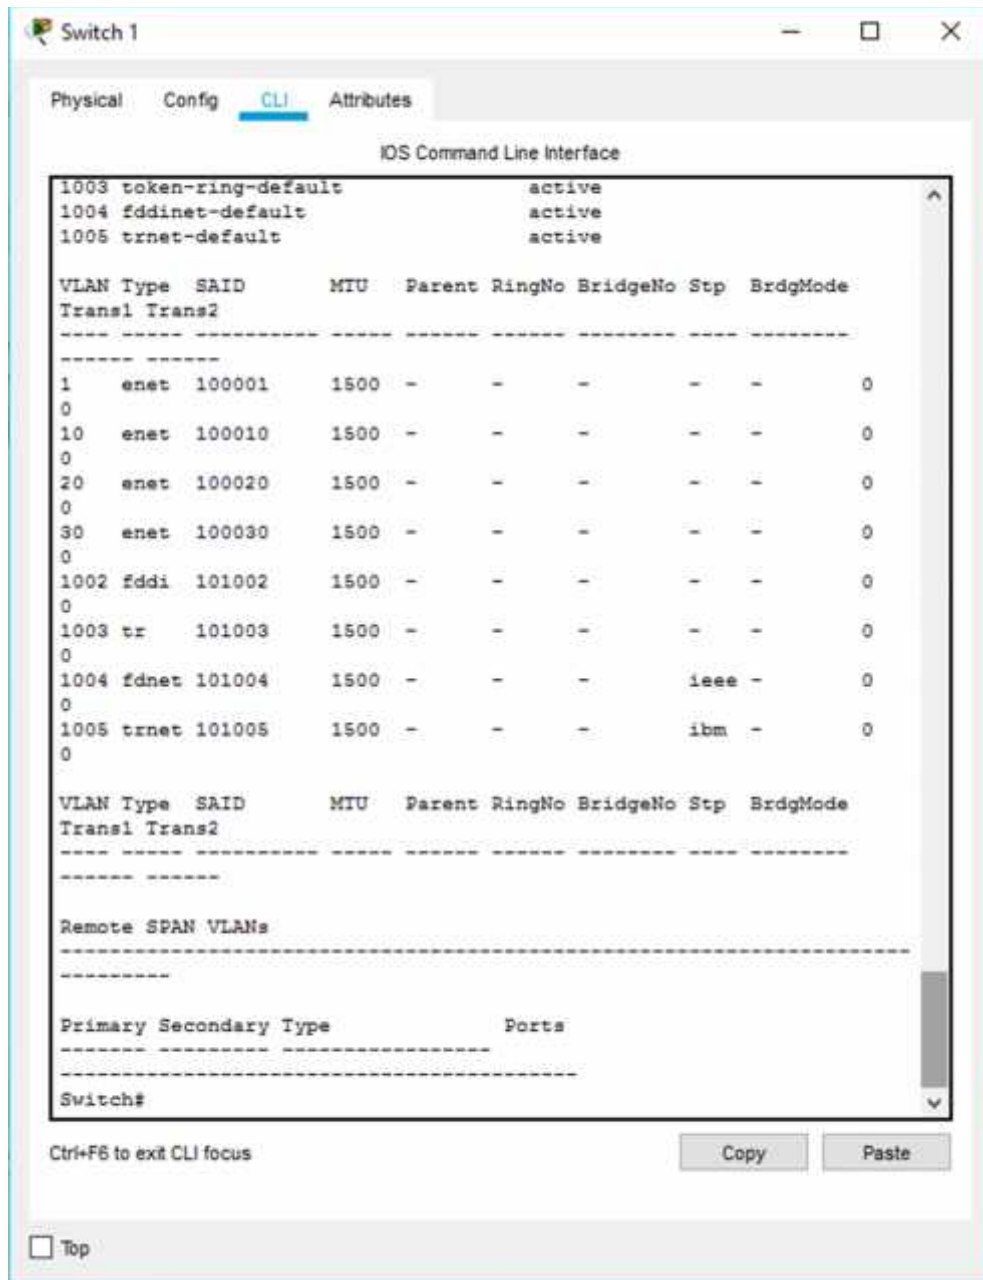 Switch 1
Physical Config CLI Attributes
IOS Command Line Interface
1003 token-ring-default active
1004 fddinet-default active
1005 trnet-default active
VLAN Type SAID MTU Parent RingNo BridgeNo Stp BrdgMode
Trans1 Trans2
---- ----- ---------- ----- ------ ------ -------- ---- --------
------ ------
1 enet 100001 1500 - - - - - 0
0
10 enet 100010 1500 - - - - - 0
0
20 enet 100020 1500 - - - - - 0
0
30 enet 100030 1500 - - - - - 0
0
1002 fddi 101002 1500 - - - - - 0
0
1003 tr 101003 1500 - - - - - 0
0
1004 fdnet 101004 1500 - - - ieee - 0
0
1005 trnet 101005 1500 - - - ibm - 0
0
VLAN Type SAID MTU Parent RingNo BridgeNo Stp BrdgMode
Trans1 Trans2
---- ----- ---------- ----- ------ ------ -------- ---- --------
------ ------
Remote SPAN VLANs
---------------------------------------------------------------------
---------
Primary Secondary Type Ports
------- --------- -----------------
------------------------------------------
Switch#
Ctrl+F6 to exit CLI focus
Copy Paste
Top